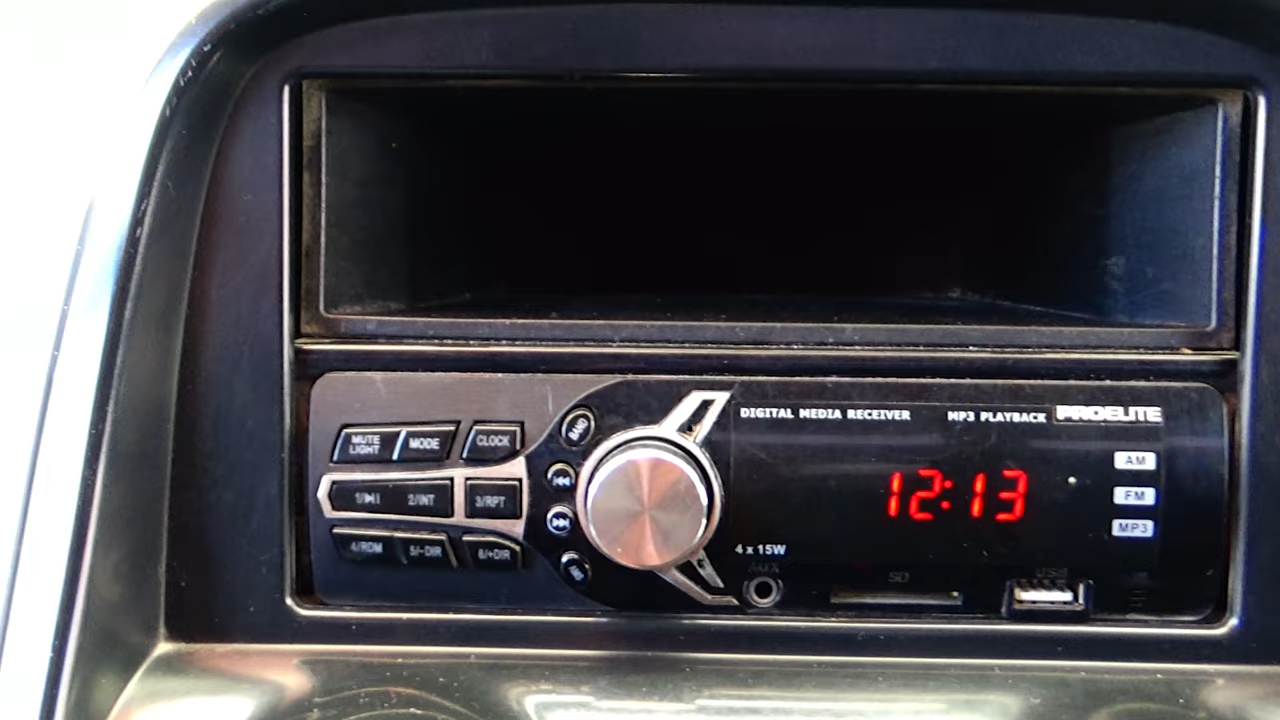 DIGITAL MEDIA RECEIVER
MP3 PLAYBACK PROELITE
MUTE LIGHT
MODE
CLOCK
BAND
AM
1/▶II
2/INT
3/RPT
12:13
FM
MP3
4/RDM
5/-DIR
6/+DIR
AMS
4 x 15W
AUX
SD
USB